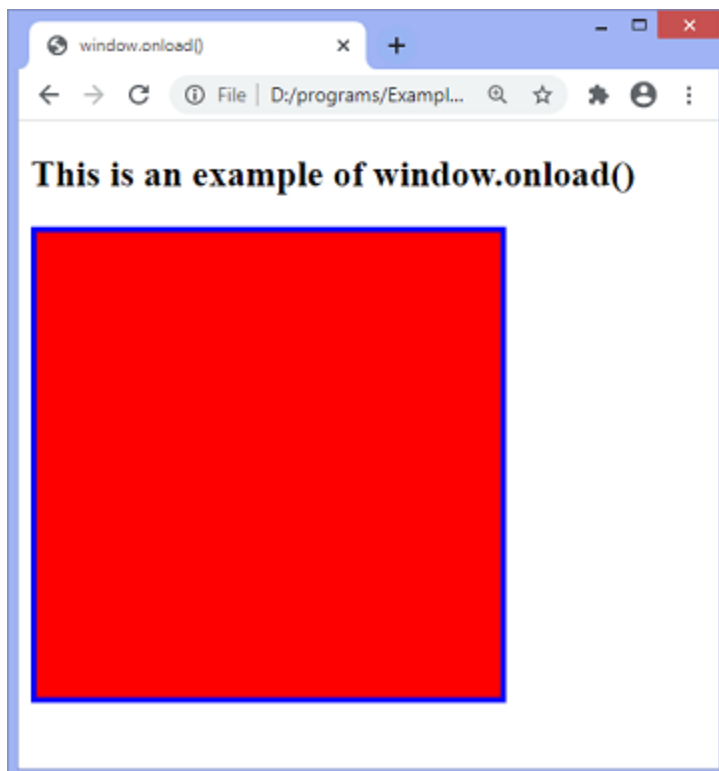 window.onload()
File | D:/programs/Exampl...
This is an example of window.onload()